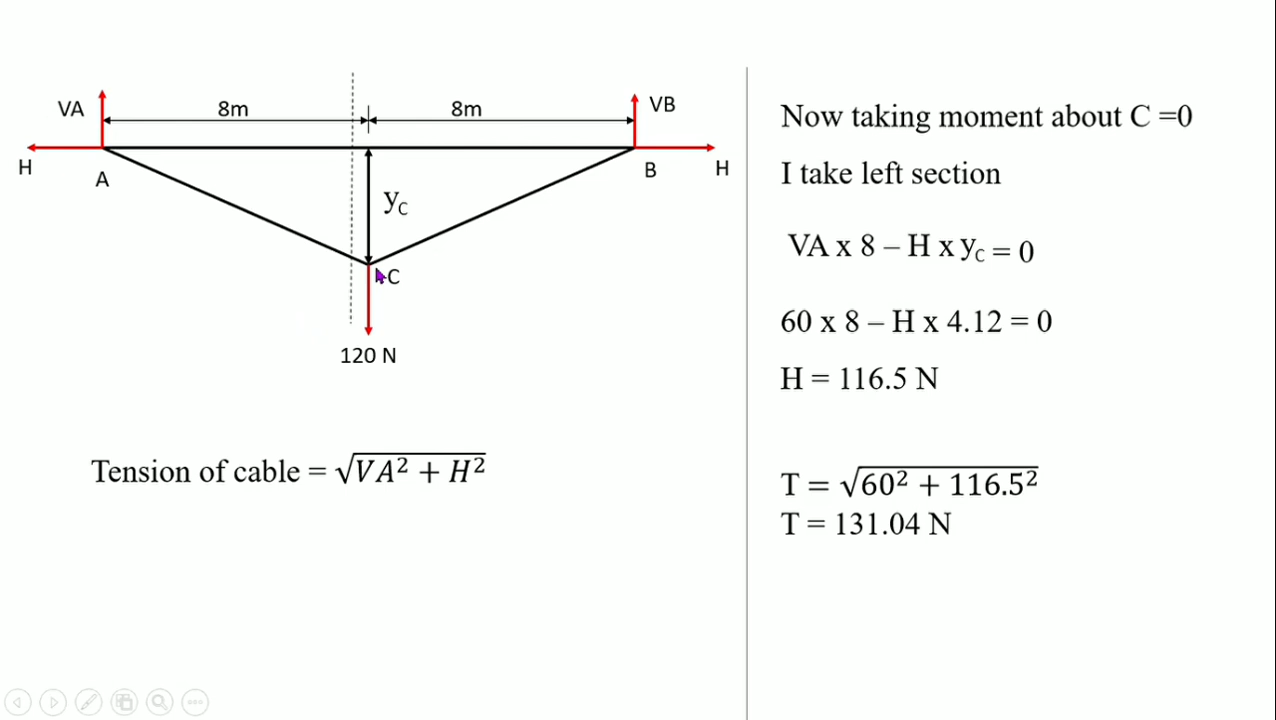 VA
8m
8m
VB
H
A
B
H
yC
C
120 N
Tension of cable = √VA² + H²
Now taking moment about C =0
I take left section
VA x 8 – H x yC = 0
60 x 8 – H x 4.12 = 0
H = 116.5 N
T = √60² + 116.5²
T = 131.04 N